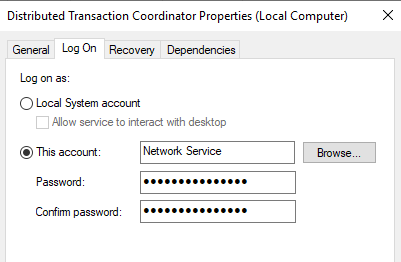 Distributed Transaction Coordinator Properties (Local Computer)
General Log On Recovery Dependencies
Log on as:
Local System account
Allow service to interact with desktop
This account: Network Service Browse...
Password: •••••••••••••••
Confirm password: •••••••••••••••